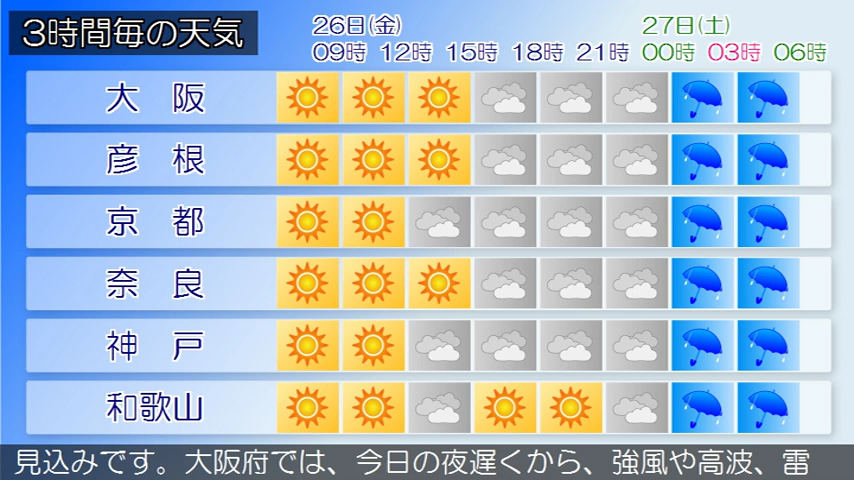 3時間毎の天気
26日(金) 27日(土)
09時 12時 15時 18時 21時 00時 03時 06時
大阪
彦根
京都
奈良
神戸
和歌山
見込みです。大阪府では、今日の夜遅くから、強風や高波、雷